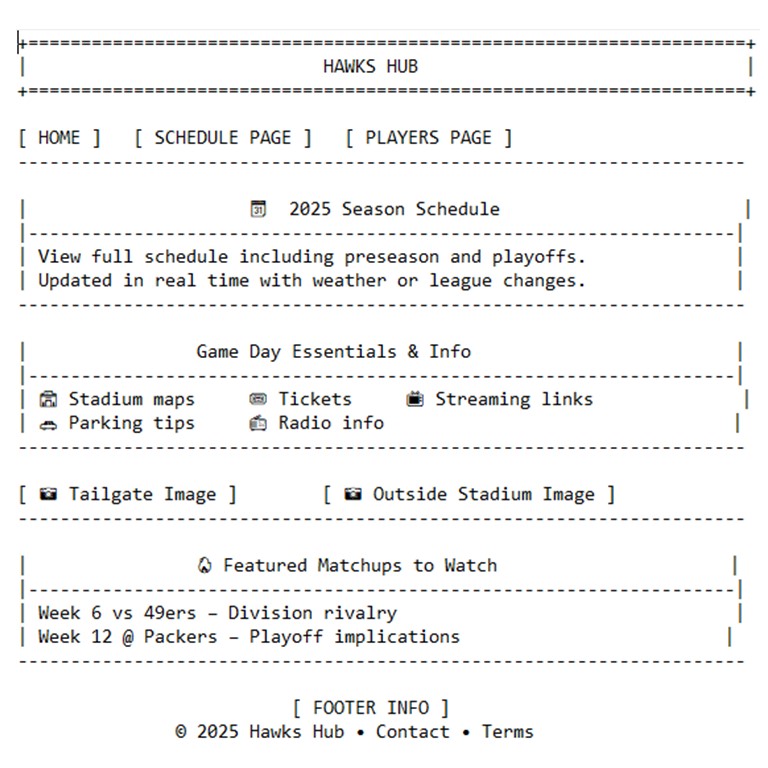 HAWKS HUB
[ HOME ] [ SCHEDULE PAGE ] [ PLAYERS PAGE ]
📅 2025 Season Schedule
View full schedule including preseason and playoffs.
Updated in real time with weather or league changes.
Game Day Essentials & Info
🏟 Stadium maps 🎟 Tickets 📺 Streaming links
🚗 Parking tips 📻 Radio info
[ 📷 Tailgate Image ] [ 📷 Outside Stadium Image ]
🔥 Featured Matchups to Watch
Week 6 vs 49ers – Division rivalry
Week 12 @ Packers – Playoff implications
[ FOOTER INFO ]
© 2025 Hawks Hub • Contact • Terms